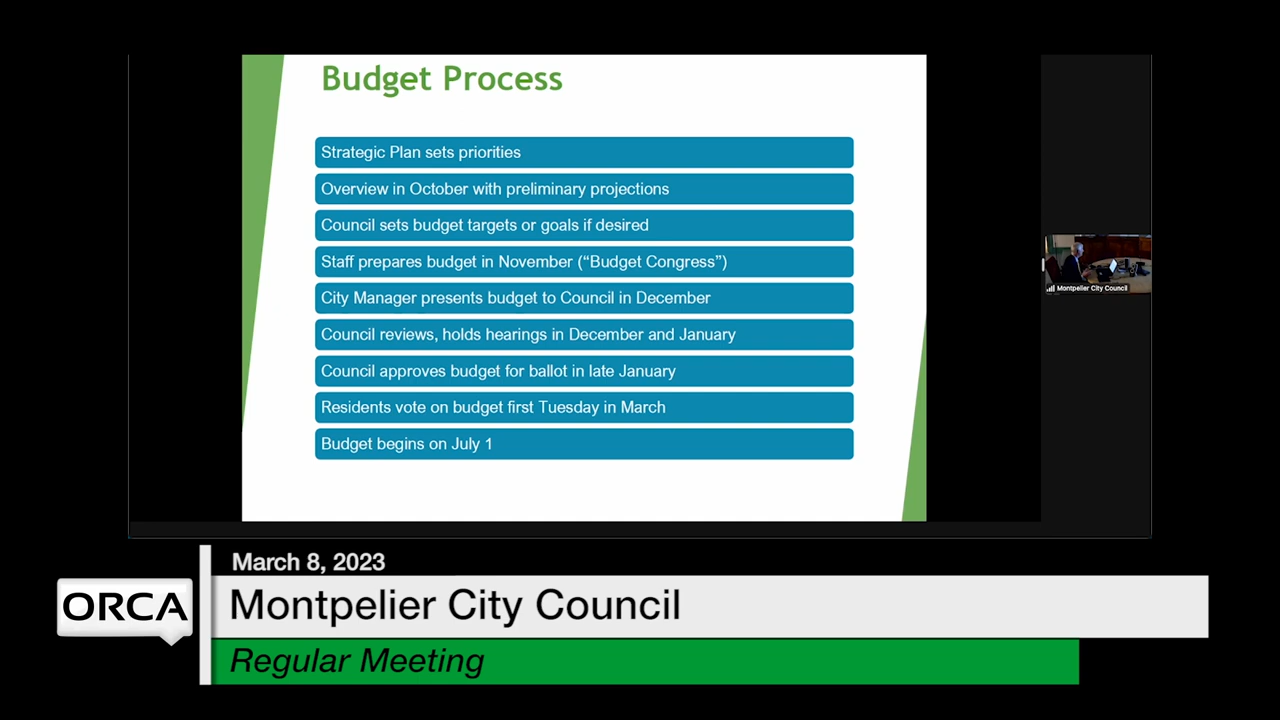 Budget Process
Strategic Plan sets priorities
Overview in October with preliminary projections
Council sets budget targets or goals if desired
Staff prepares budget in November (“Budget Congress”)
City Manager presents budget to Council in December
Council reviews, holds hearings in December and January
Council approves budget for ballot in late January
Residents vote on budget first Tuesday in March
Budget begins on July 1
Montpelier City Council
March 8, 2023
ORCA
Montpelier City Council
Regular Meeting